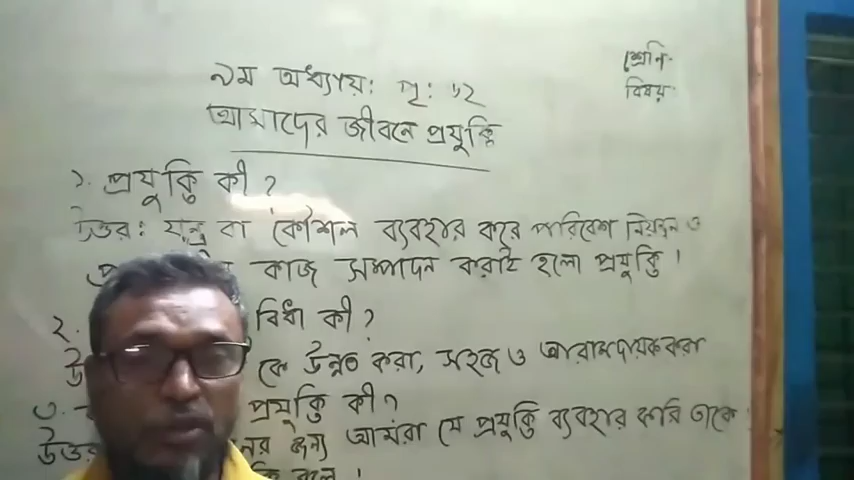 ৯ম অধ্যায়: পৃ: ৬২
শ্রেণি-
বিষয়-
আমাদের জীবনে প্রযুক্তি
১. প্রযুক্তি কী ?
উত্তর: যন্ত্র বা কৌশল ব্যবহার করে পরিবেশ নিয়ন্ত্রন ও
কাজ সম্পাদন করাই হলো প্রযুক্তি ।
২. বিধা কী ?
উ কে উন্নত করা, সহজ ও আরামদায়ক করা
৩. প্রযুক্তি কী ?
উত্তর নের জন্য আমরা যে প্রযুক্তি ব্যবহার করি তাকে
বলে ।